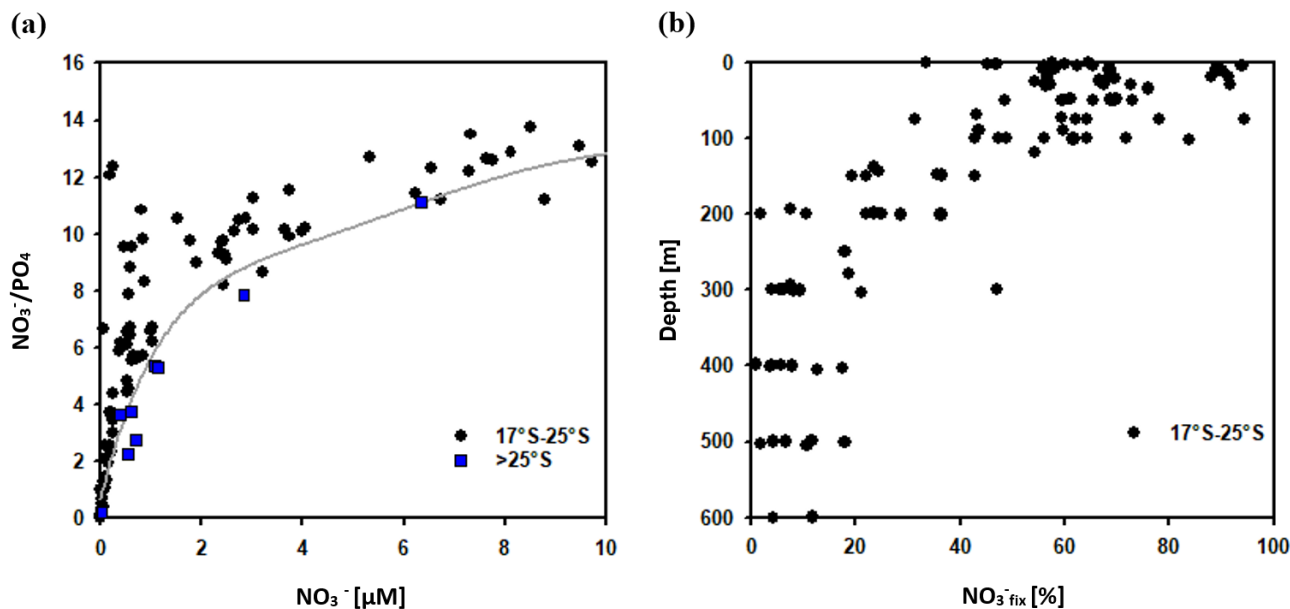 (a)
16
14
12
10
8
6
4
2
0
NO₃⁻/PO₄
17°S-25°S
>25°S
0 2 4 6 8 10
NO₃⁻ [µM]
(b)
0
100
200
300
400
500
600
Depth [m]
17°S-25°S
0 20 40 60 80 100
NO₃⁻fix [%]